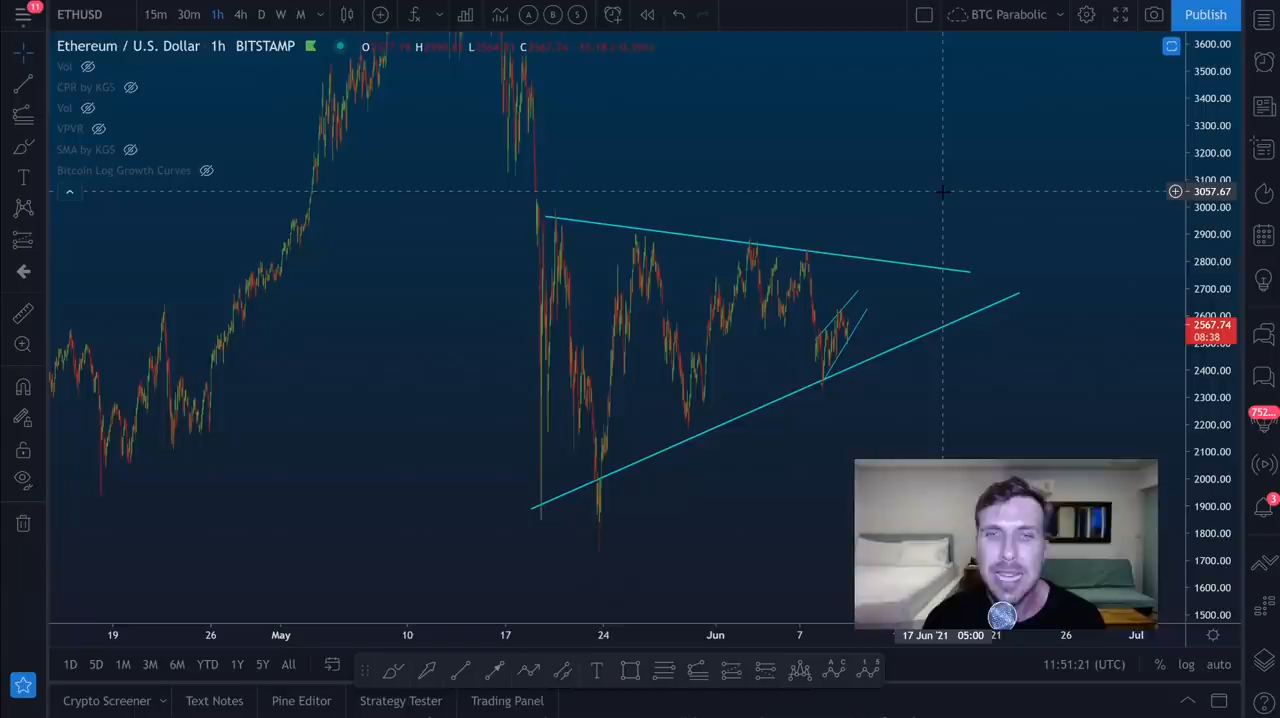 11
ETHUSD 15m 30m 1h 4h D W M BTC Parabolic Publish
A B S
Ethereum / U.S. Dollar 1h BITSTAMP
Vol
CPR by KGS
Vol
VPVR
SMA by KGS
Bitcoin Log Growth Curves
3600.00
3500.00
3400.00
3300.00
3200.00
3100.00
3057.67
3000.00
2900.00
2800.00
2700.00
2600.00
2567.74
08:38
2500.00
2400.00
2300.00
2200.00
2100.00
2000.00
1900.00
1800.00
1700.00
1600.00
1500.00
752...
3
19 26 May 10 17 24 Jun 7 17 Jun '21 05:00 21 26 Jul
1D 5D 1M 3M 6M YTD 1Y 5Y All 11:51:21 (UTC) % log auto
Crypto Screener Text Notes Pine Editor Strategy Tester Trading Panel